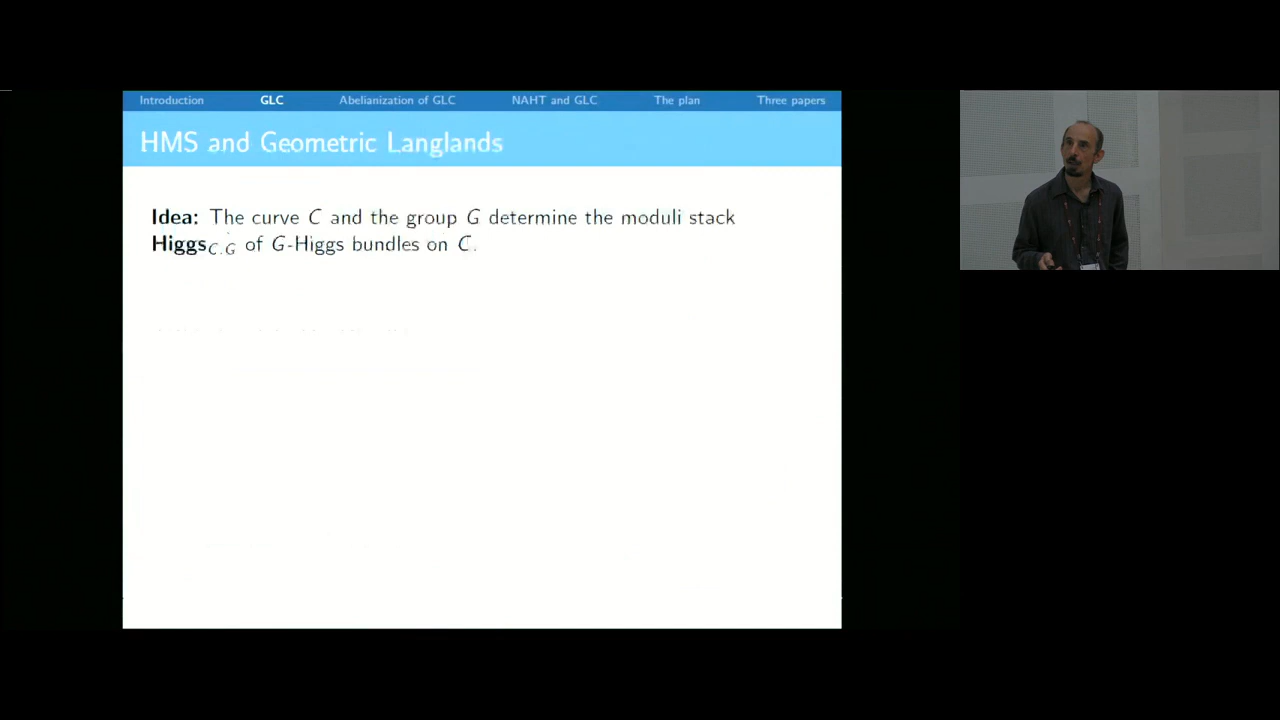 Introduction GLC Abelianization of GLC NAHT and GLC The plan Three papers
HMS and Geometric Langlands
Idea: The curve C and the group G determine the moduli stack
Higgs_{C,G} of G-Higgs bundles on C.